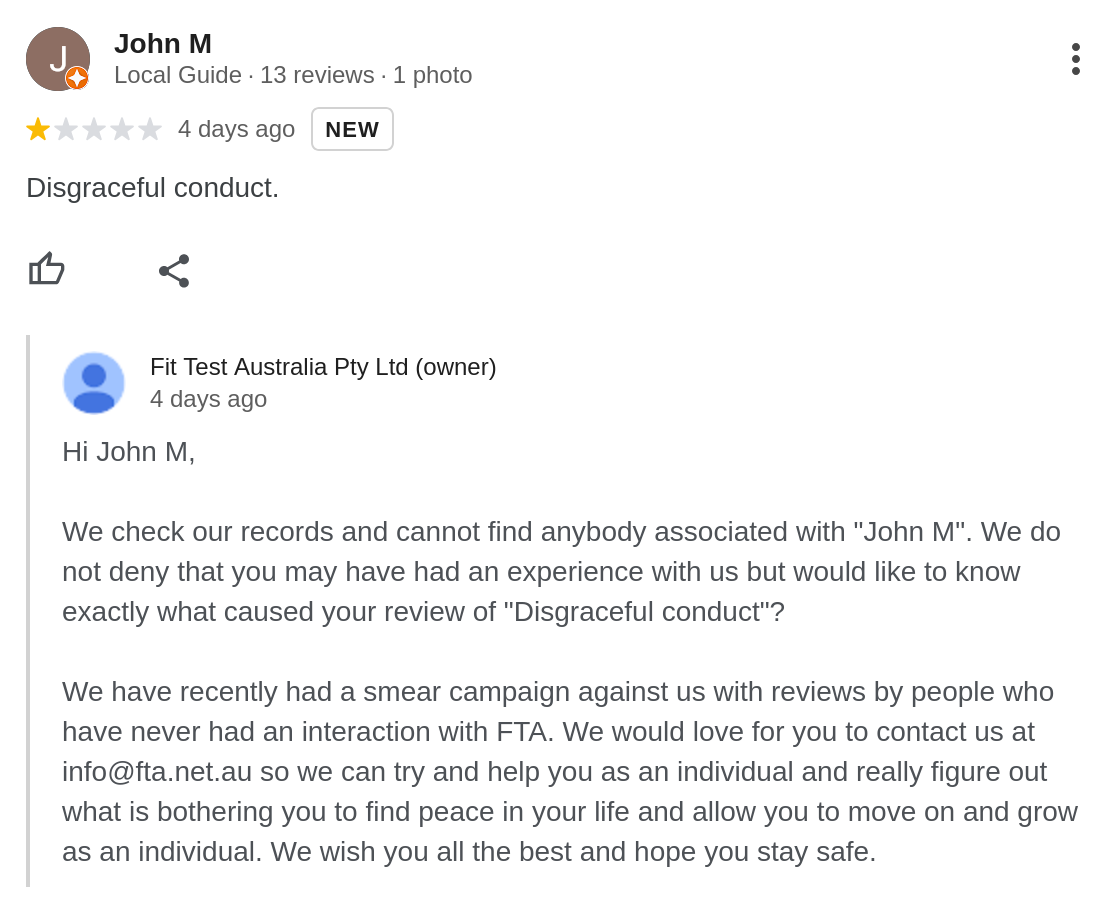 J
John M
Local Guide · 13 reviews · 1 photo
4 days ago NEW
Disgraceful conduct.
Fit Test Australia Pty Ltd (owner)
4 days ago
Hi John M,
We check our records and cannot find anybody associated with "John M". We do
not deny that you may have had an experience with us but would like to know
exactly what caused your review of "Disgraceful conduct"?
We have recently had a smear campaign against us with reviews by people who
have never had an interaction with FTA. We would love for you to contact us at
info@fta.net.au so we can try and help you as an individual and really figure out
what is bothering you to find peace in your life and allow you to move on and grow
as an individual. We wish you all the best and hope you stay safe.